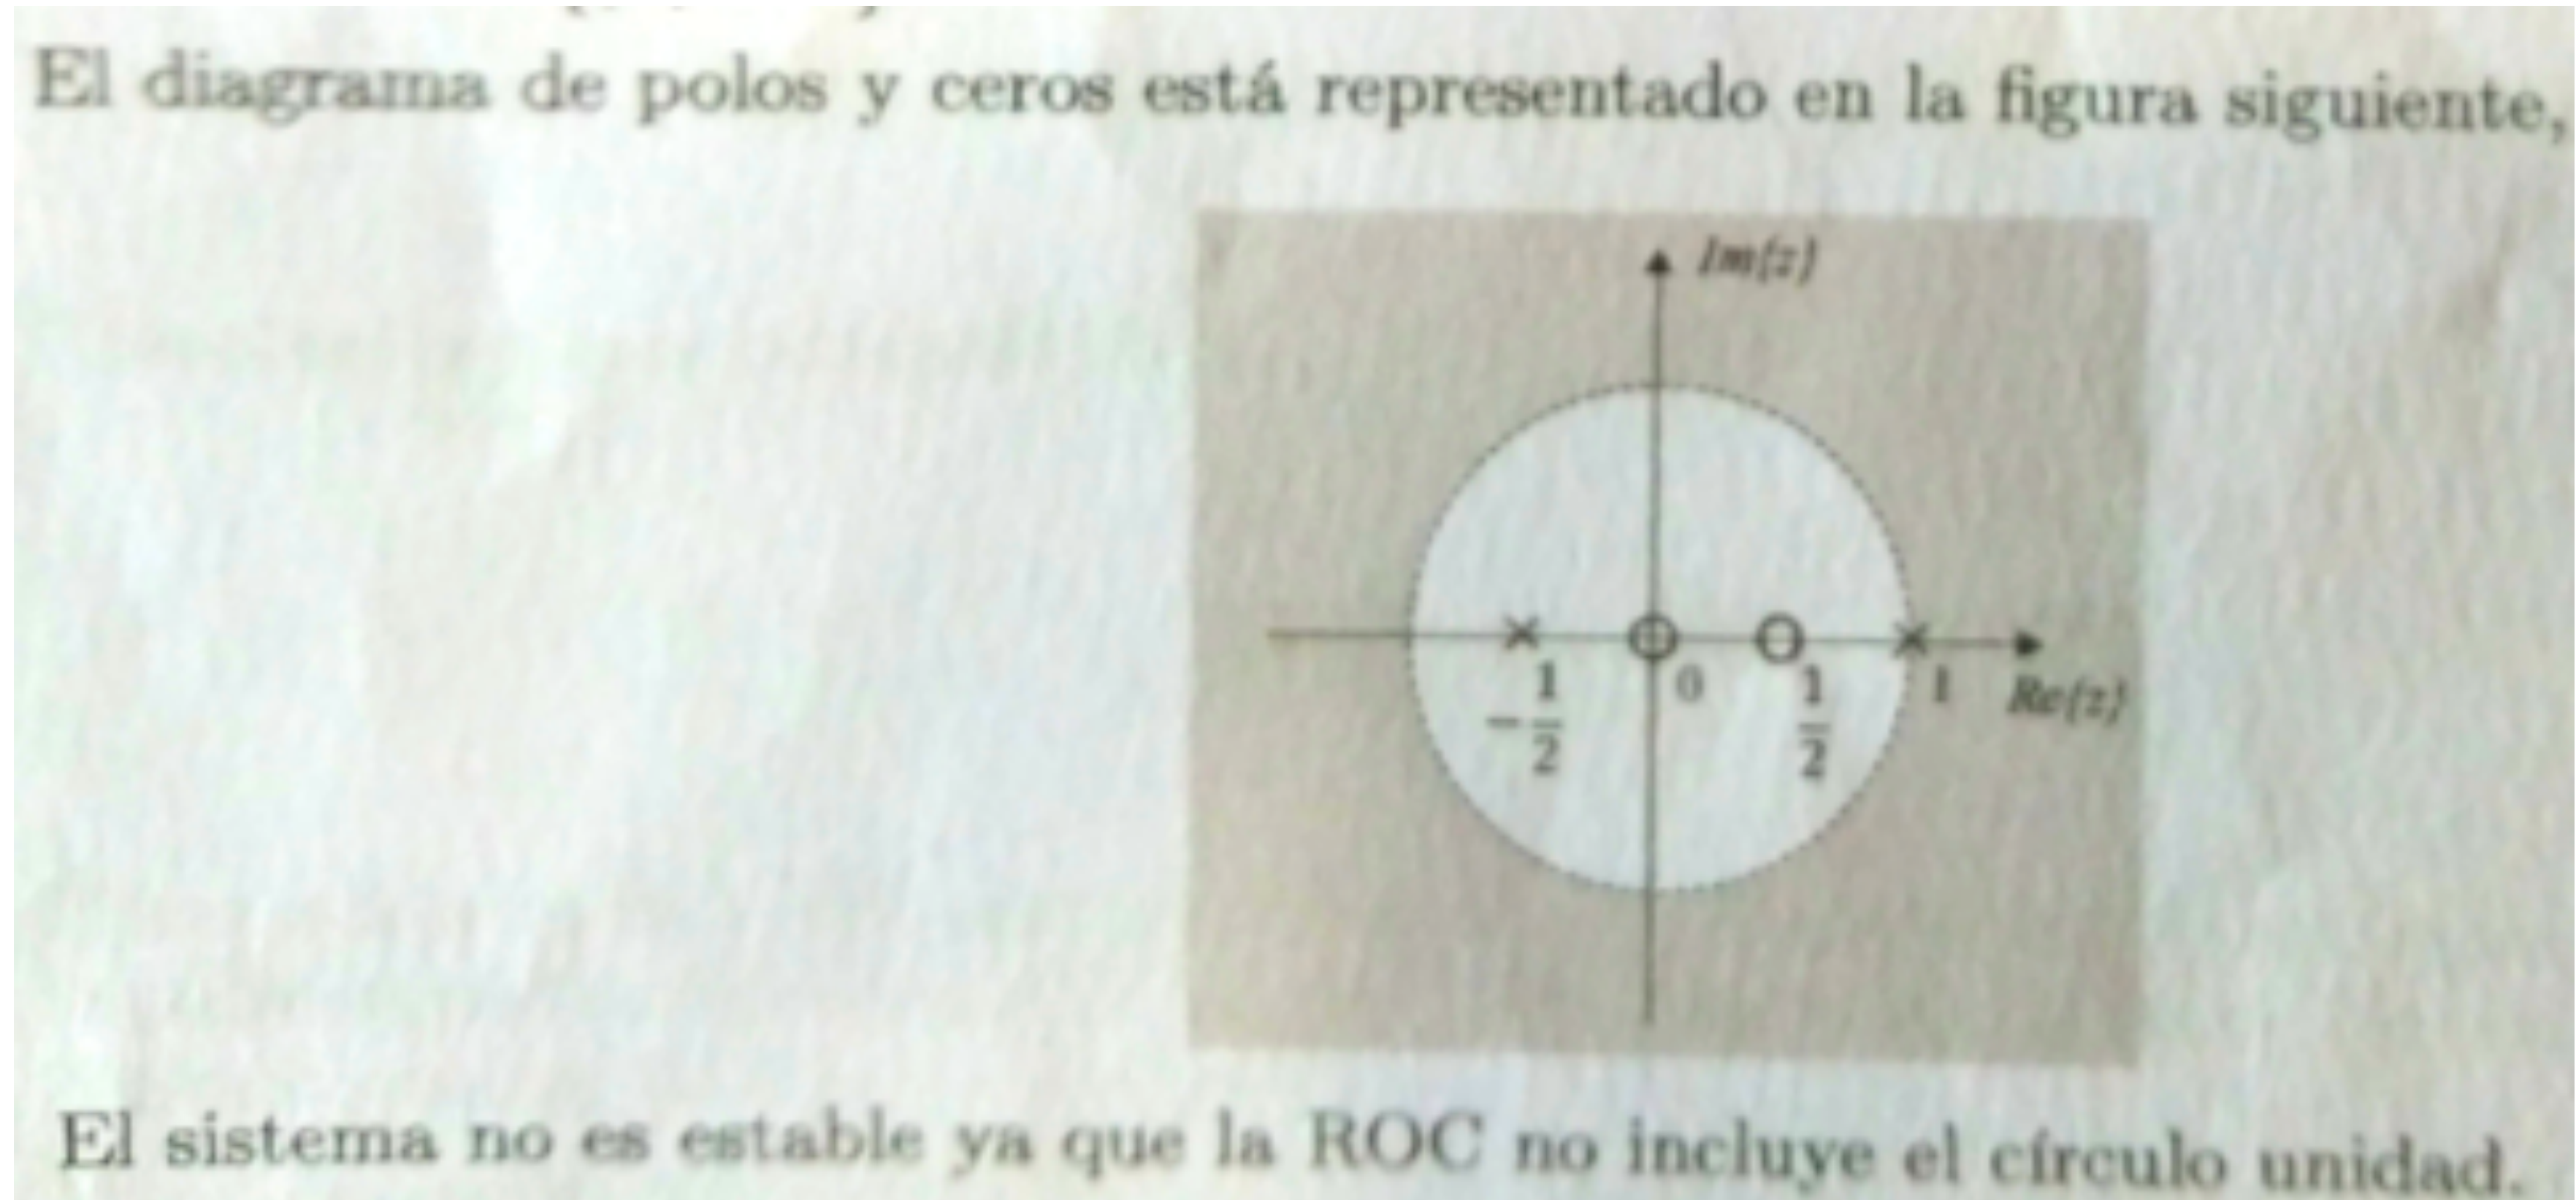 El diagrama de polos y ceros está representado en la figura siguiente,
Im{z}
0
1
Re{z}
-1/2
1/2
El sistema no es estable ya que la ROC no incluye el círculo unidad.